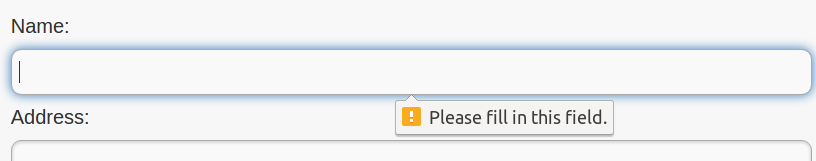 Name:
Please fill in this field.
Address: